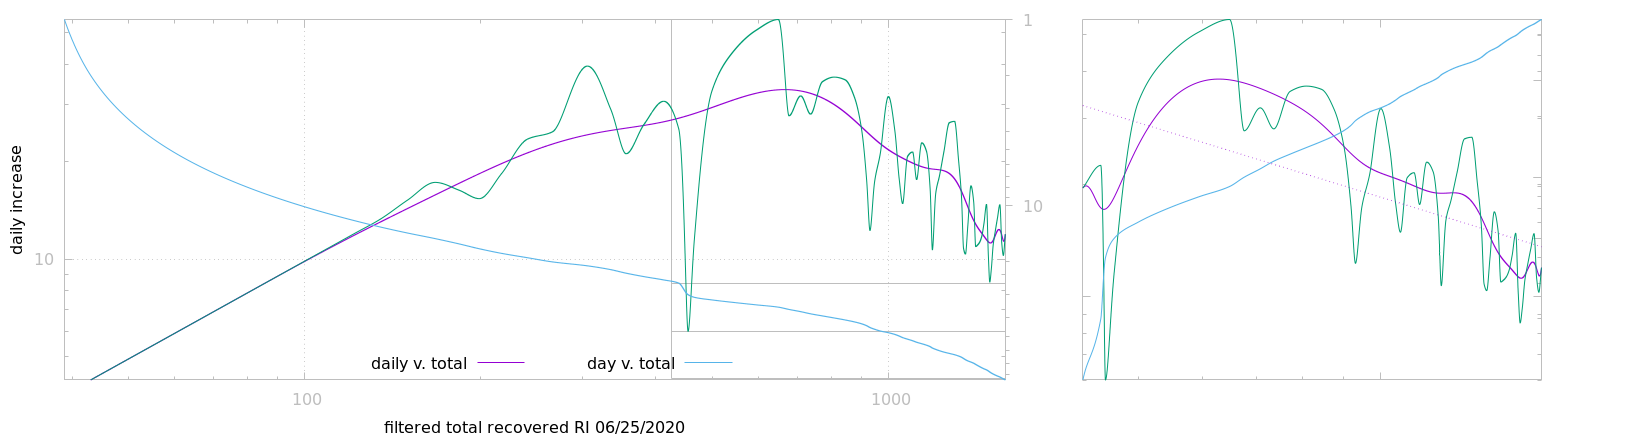 1
10
daily increase
10
daily v. total
day v. total
100
1000
filtered total recovered RI 06/25/2020